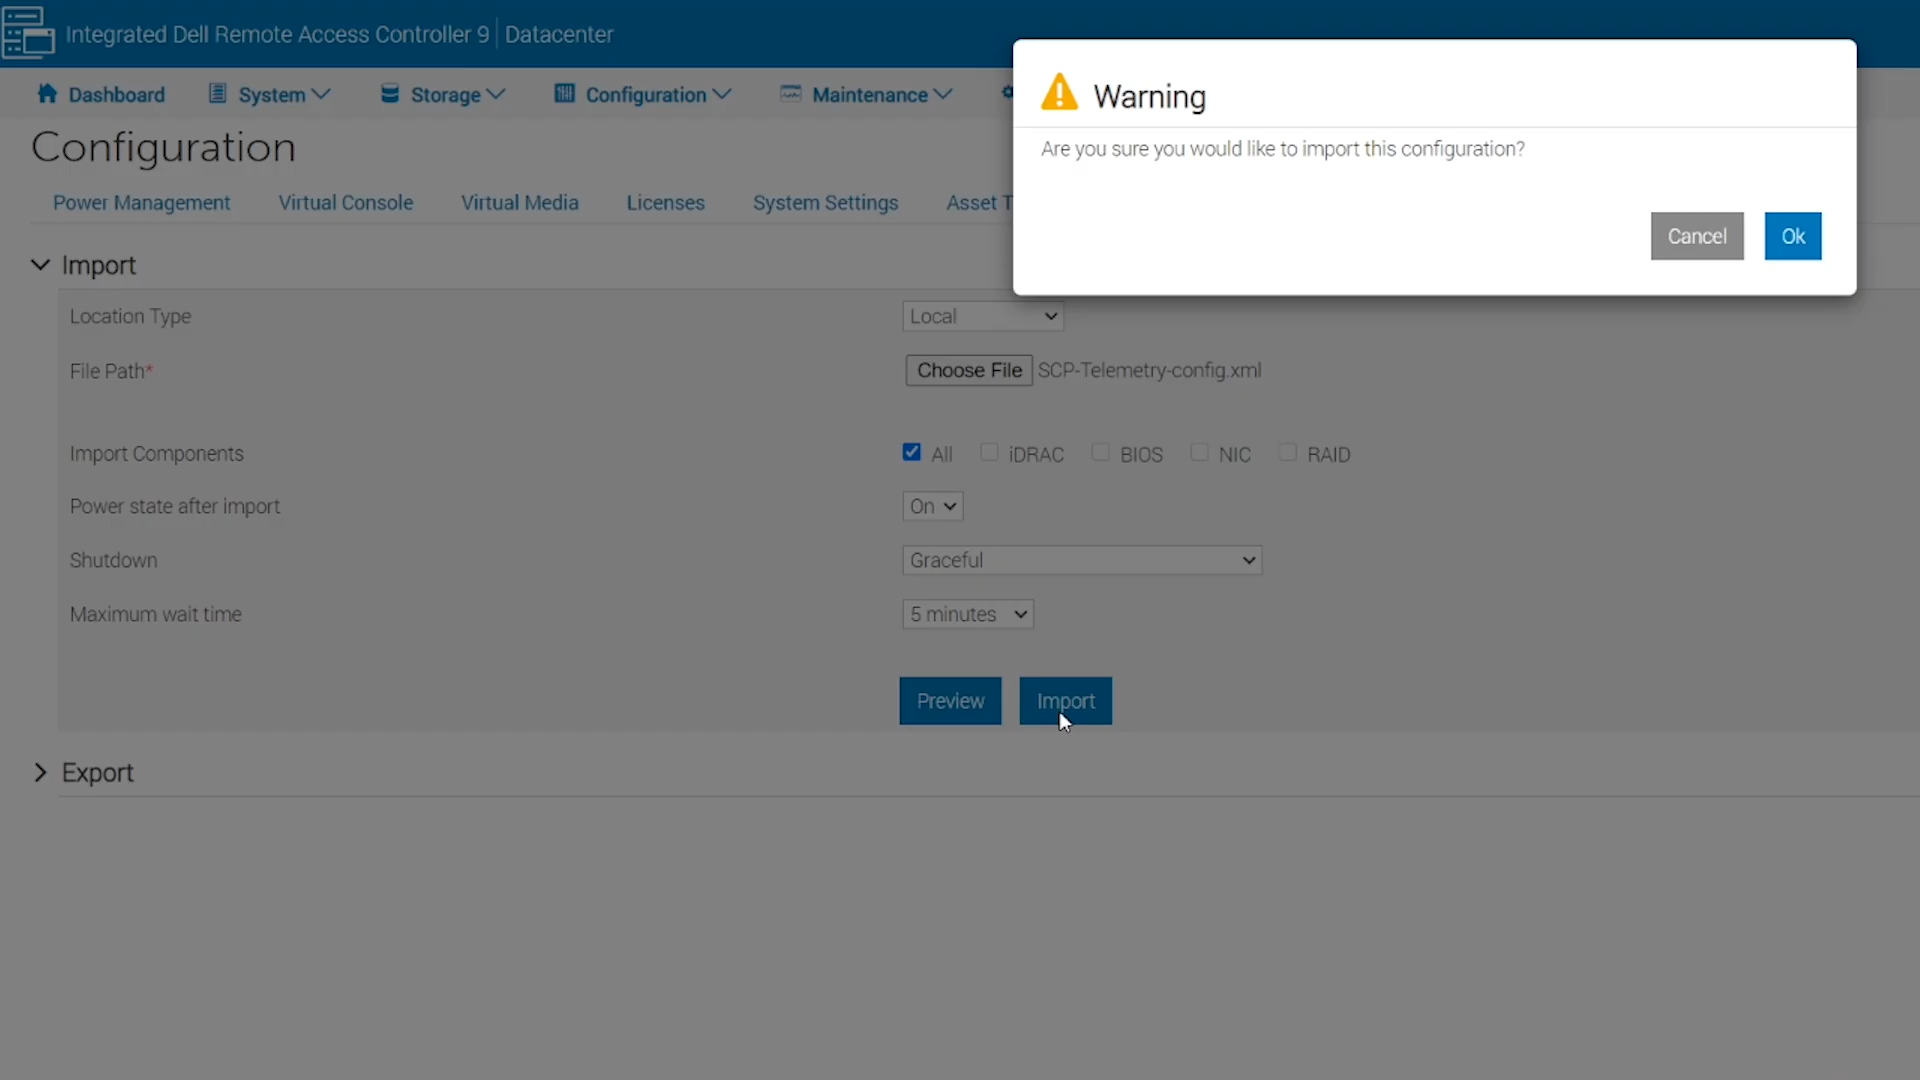 Integrated Dell Remote Access Controller 9 | Datacenter
Dashboard System Storage Configuration Maintenance
Configuration
Power Management Virtual Console Virtual Media Licenses System Settings Asset T
Warning
Are you sure you would like to import this configuration?
Cancel Ok
Import
Location Type Local
File Path* Choose File SCP-Telemetry-config.xml
Import Components All iDRAC BIOS NIC RAID
Power state after import On
Shutdown Graceful
Maximum wait time 5 minutes
Preview Import
Export